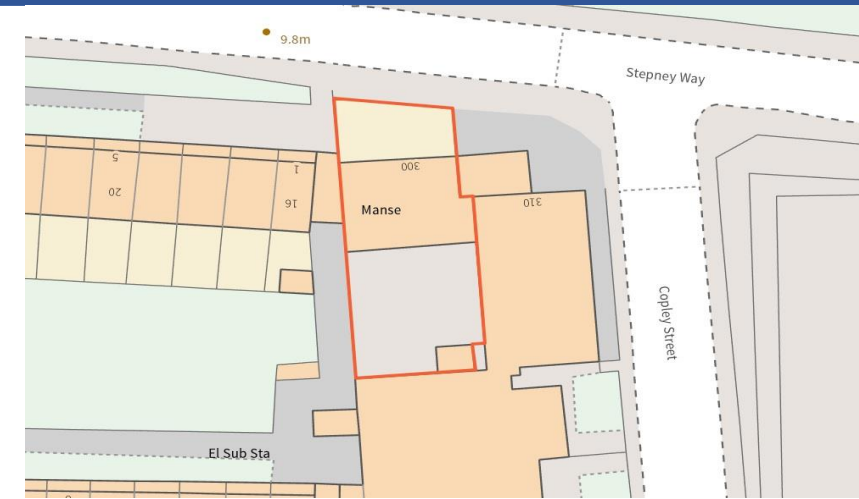 9.8m
Stepney Way
5
1
300
20
16
310
Manse
Copley Street
El Sub Sta